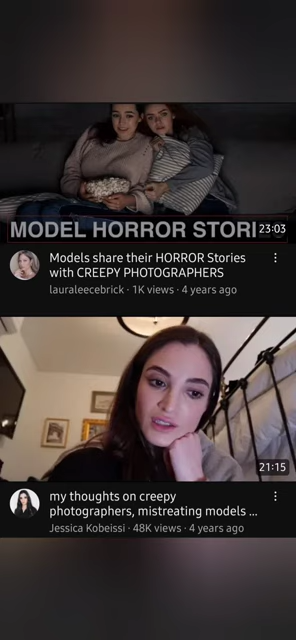 MODEL HORROR STORI
23:03
Models share their HORROR Stories
with CREEPY PHOTOGRAPHERS
lauraleecebrick · 1K views · 4 years ago
21:15
my thoughts on creepy
photographers, mistreating models ...
Jessica Kobeissi · 48K views · 4 years ago